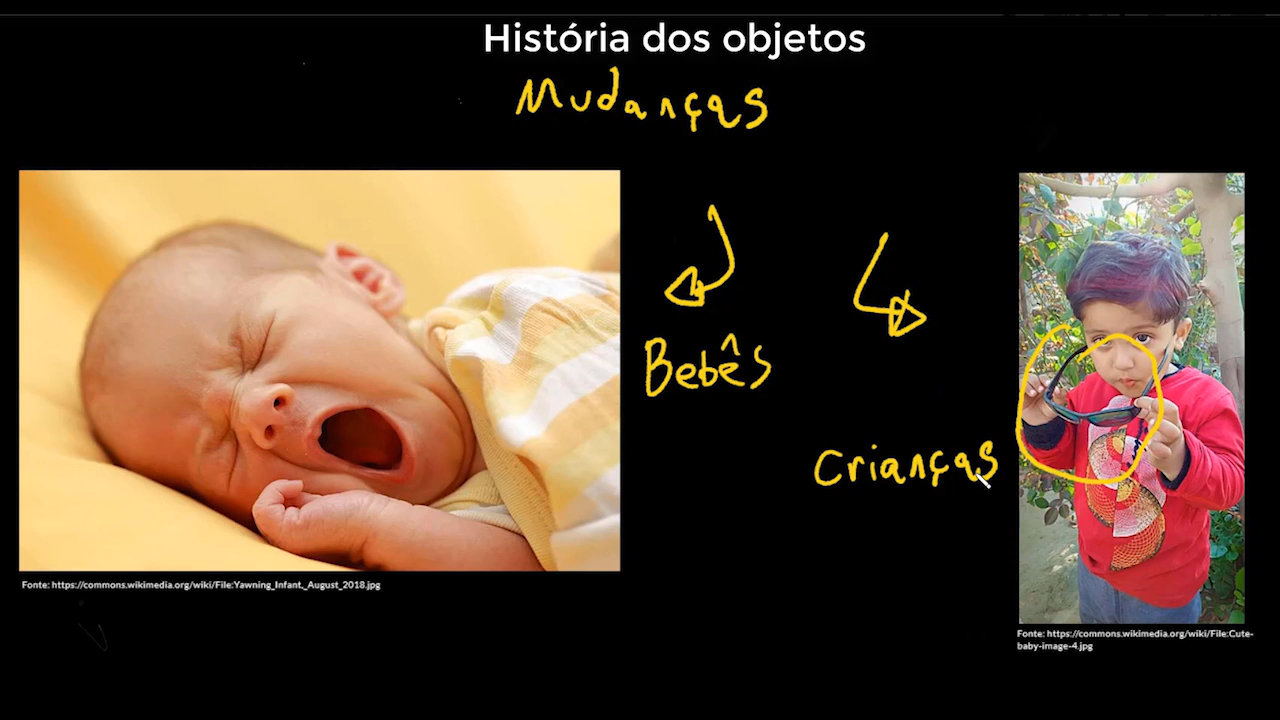 História dos objetos
Mudanças
Bebês
Crianças
Fonte: https://commons.wikimedia.org/wiki/File:Yawning_Infant,_August_2018.jpg
Fonte: https://commons.wikimedia.org/wiki/File:Cute-
baby-image-4.jpg